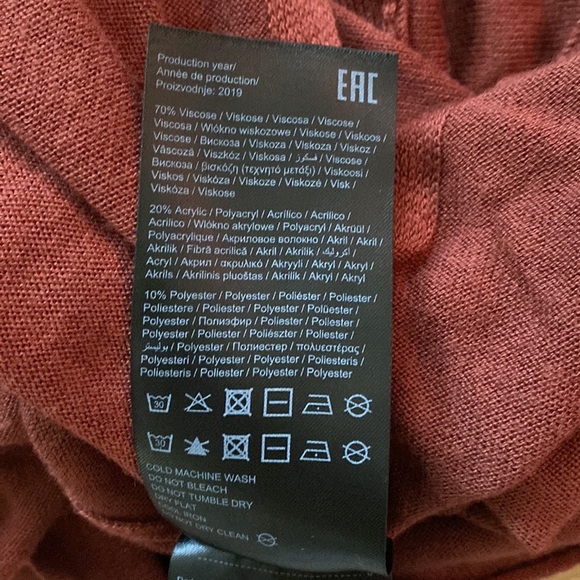 Production year/
Année de production/
Proizvodnje: 2019
EAC
70% Viscose / Viskose / Viscosa / Viscose /
Viscosa / Włókno wiskozowe / Viskose / Viskoos /
Viscose / Вискоза / Viskoza / Viskoza / Viskoz /
Vâscoză / Viszkóz / Viskosa / فسكوز / Viscose /
Вискоза / βισκόζη (τεχνητό μετάξι) / Viskoosi /
Viskos / Viskóza / Viskoze / Viskozé / Visk /
Viskóza / Viskose
20% Acrylic / Polyacryl / Acrílico / Acrilico /
Acrilico / Włókno akrylowe / Polyacryl / Akrüül /
Polyacrylique / Акриловое волокно / Akril / Akril /
Akrilik / Fibră acrilică / Akril / Akrilik / أكريليك /
Acryl / Акрил / ακρυλικό / Akryyli / Akryl / Akryl /
Akrils / Akrilinis pluoštas / Akrilik / Akryl / Akryl
10% Polyester / Polyester / Poliéster / Poliester /
Poliestere / Poliester / Polyester / Polüester /
Polyester / Полиэфир / Poliester / Poliester /
Polyester / Poliester / Poliészter / Poliester /
بوليستر / Polyester / Полиестер / πολυεστέρας /
Polyesteri / Polyester / Polyester / Poliesteris /
Poliesteris / Poliester / Polyester / Polyester
30
30
COLD MACHINE WASH
DO NOT BLEACH
DO NOT TUMBLE DRY
DRY FLAT
COOL IRON
DO NOT DRY CLEAN